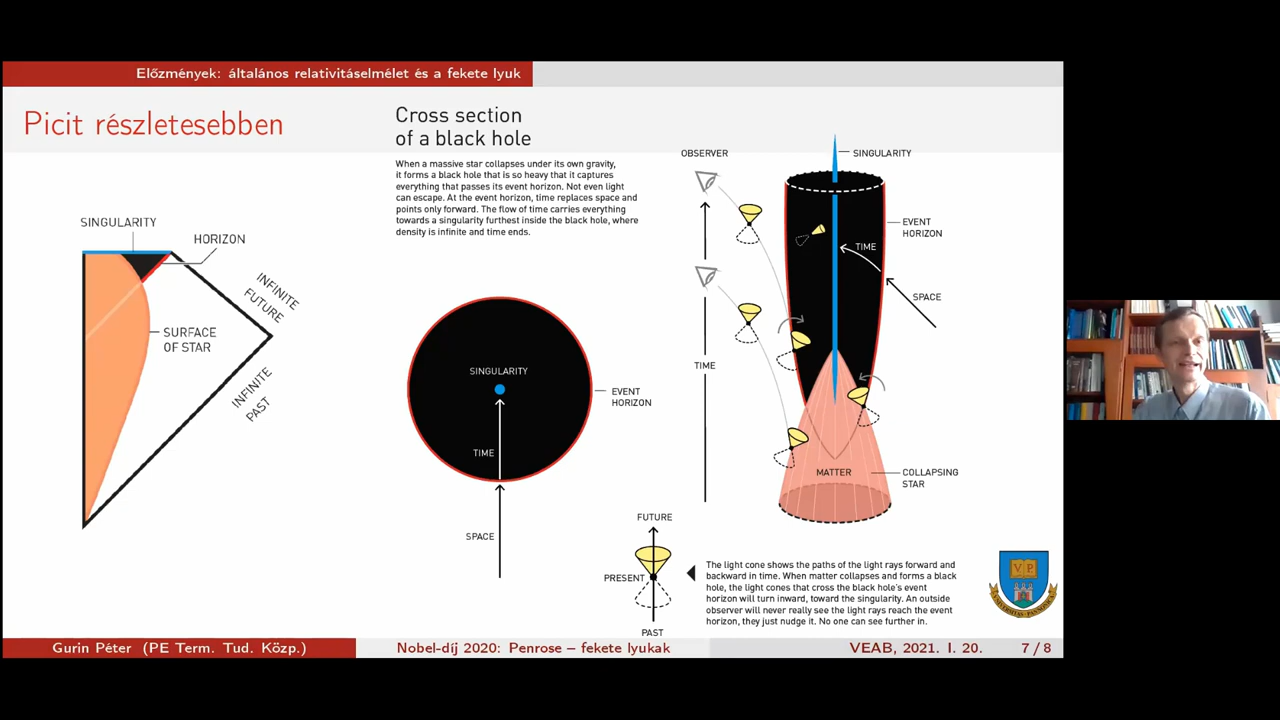 Előzmények: általános relativitáselmélet és a fekete lyuk
Picit részletesebben
SINGULARITY
HORIZON
INFINITE
FUTURE
SURFACE
OF STAR
INFINITE
PAST
Cross section
of a black hole
When a massive star collapses under its own gravity,
it forms a black hole that is so heavy that it captures
everything that passes its event horizon. Not even light
can escape. At the event horizon, time replaces space and
points only forward. The flow of time carries everything
towards a singularity furthest inside the black hole, where
density is infinite and time ends.
SINGULARITY
EVENT
HORIZON
TIME
SPACE
OBSERVER
SINGULARITY
EVENT
HORIZON
TIME
SPACE
TIME
MATTER
COLLAPSING
STAR
FUTURE
PRESENT
PAST
The light cone shows the paths of the light rays forward and
backward in time. When matter collapses and forms a black
hole, the light cones that cross the black hole's event
horizon will turn inward, toward the singularity. An outside
observer will never really see the light rays reach the event
horizon, they just nudge it. No one can see further in.
V P
Gurin Péter (PE Term. Tud. Közp.)
Nobel-díj 2020: Penrose – fekete lyukak
VEAB, 2021. I. 20.
7 / 8